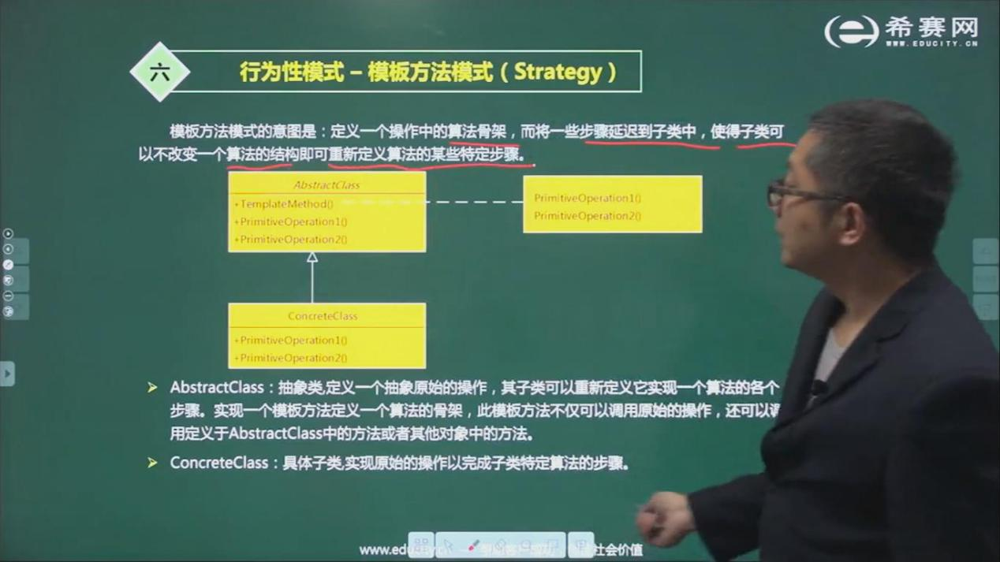 希赛网
WWW.EDUCITY.CN
六
行为性模式 – 模板方法模式（Strategy）
模板方法模式的意图是：定义一个操作中的算法骨架，而将一些步骤延迟到子类中，使得子类可
以不改变一个算法的结构即可重新定义算法的某些特定步骤。
AbstractClass
+TemplateMethod()
+PrimitiveOperation1()
+PrimitiveOperation2()
PrimitiveOperation1()
PrimitiveOperation2()
ConcreteClass
+PrimitiveOperation1()
+PrimitiveOperation2()
AbstractClass：抽象类,定义一个抽象原始的操作，其子类可以重新定义它实现一个算法的各个
步骤。实现一个模板方法定义一个算法的骨架，此模板方法不仅可以调用原始的操作，还可以调
用定义于AbstractClass中的方法或者其他对象中的方法。
ConcreteClass：具体子类,实现原始的操作以完成子类特定算法的步骤。
社会价值